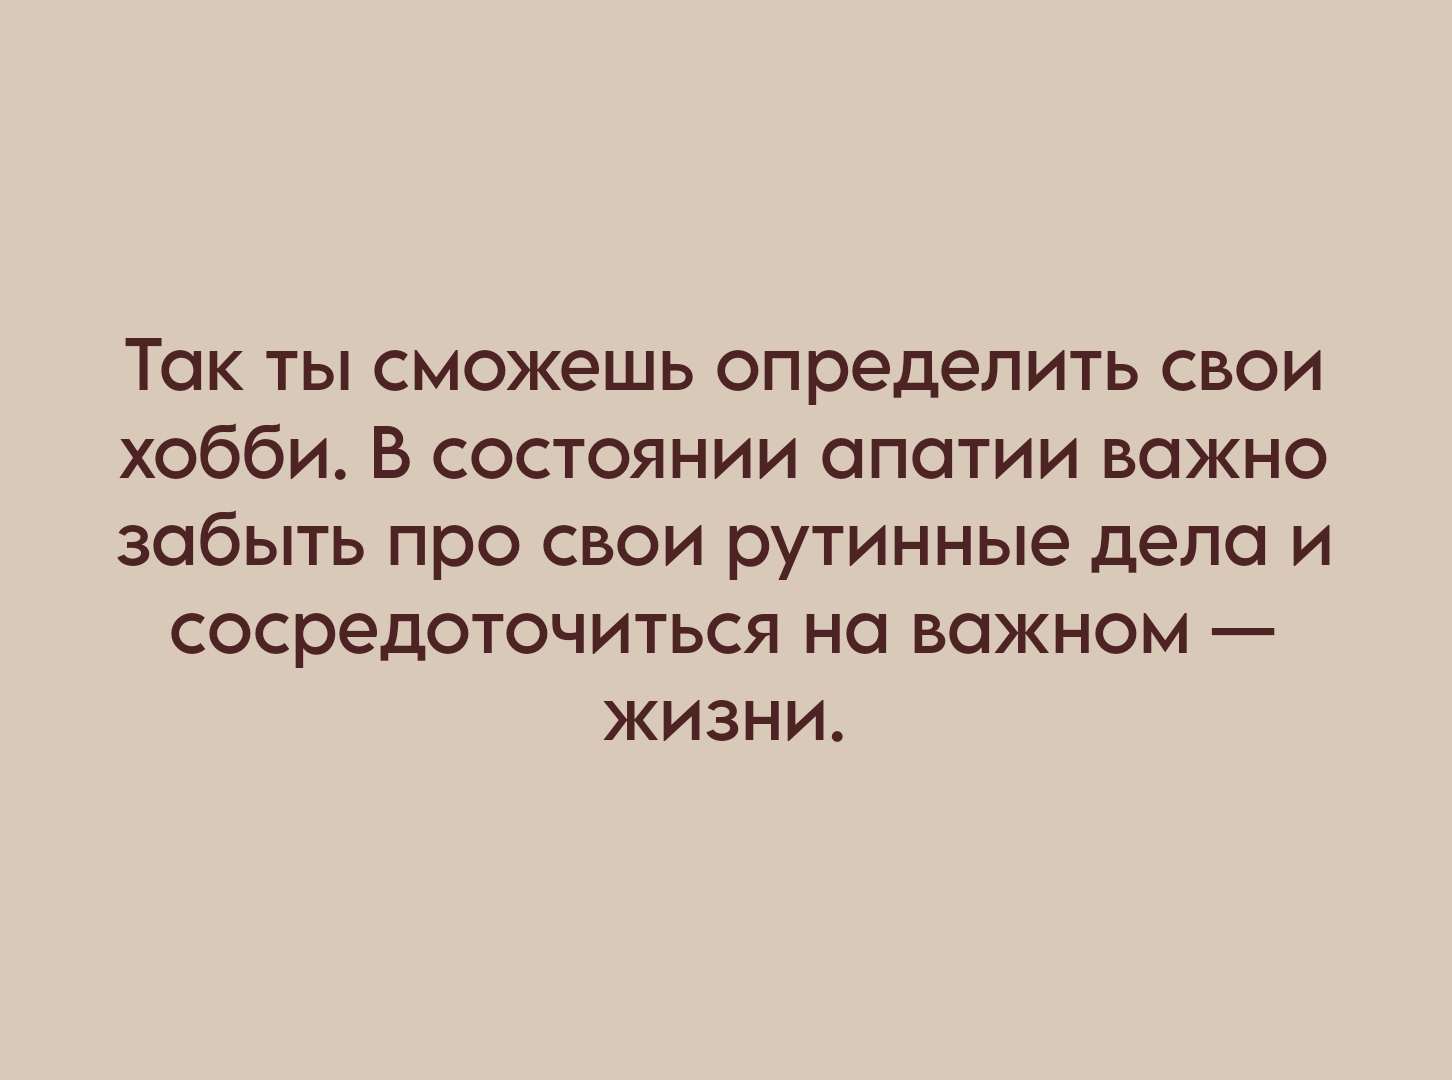 Так ты сможешь определить свои
хобби. В состоянии апатии важно
забыть про свои рутинные дела и
сосредоточиться на важном —
жизни.